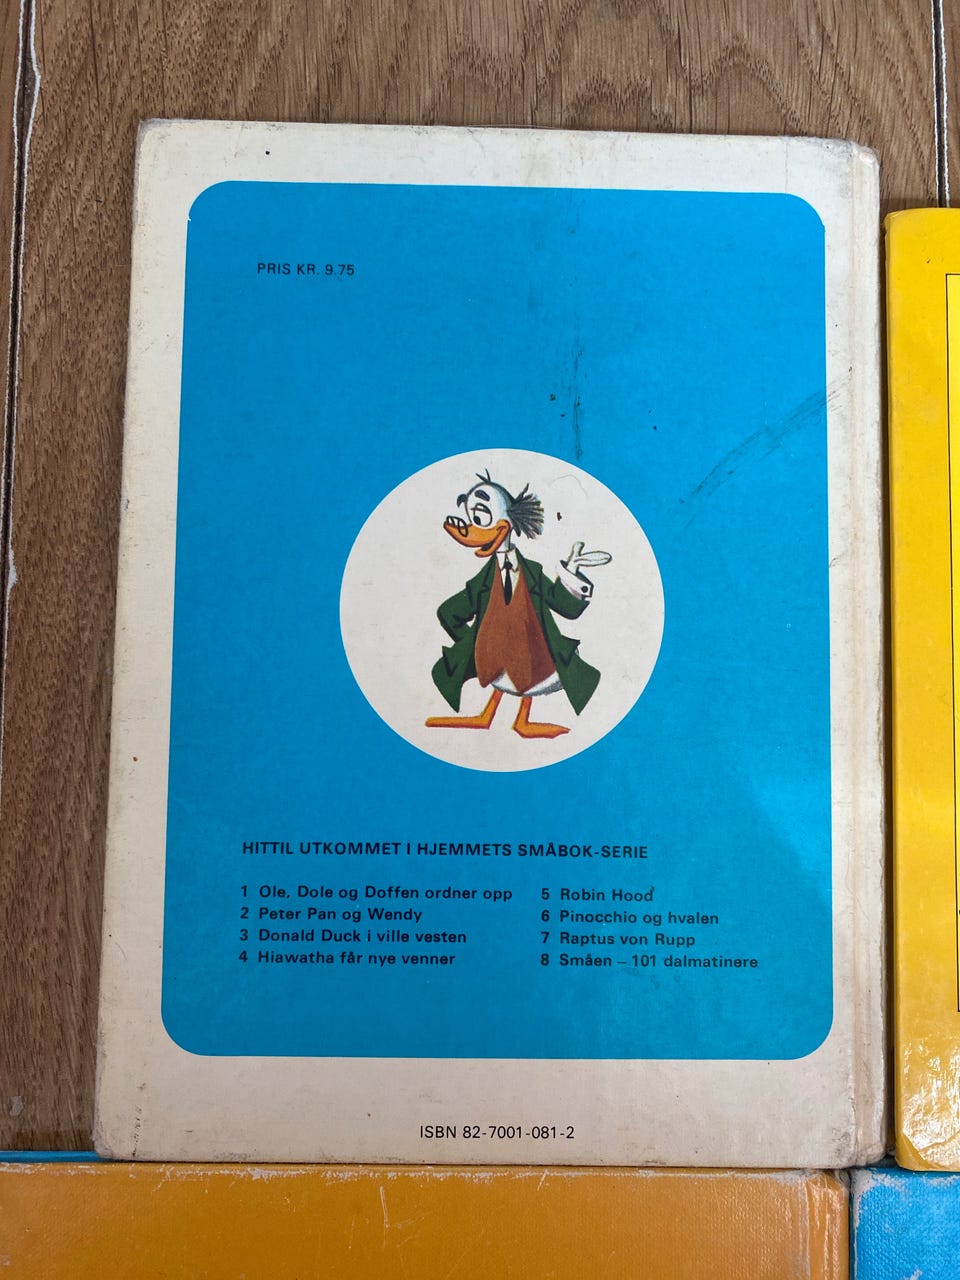 PRIS KR. 9.75
HITTIL UTKOMMET I HJEMMETS SMÅBOK-SERIE
1 Ole, Dole og Doffen ordner opp
2 Peter Pan og Wendy
3 Donald Duck i ville vesten
4 Hiawatha får nye venner
5 Robin Hood
6 Pinocchio og hvalen
7 Raptus von Rupp
8 Småen – 101 dalmatinere
ISBN 82-7001-081-2